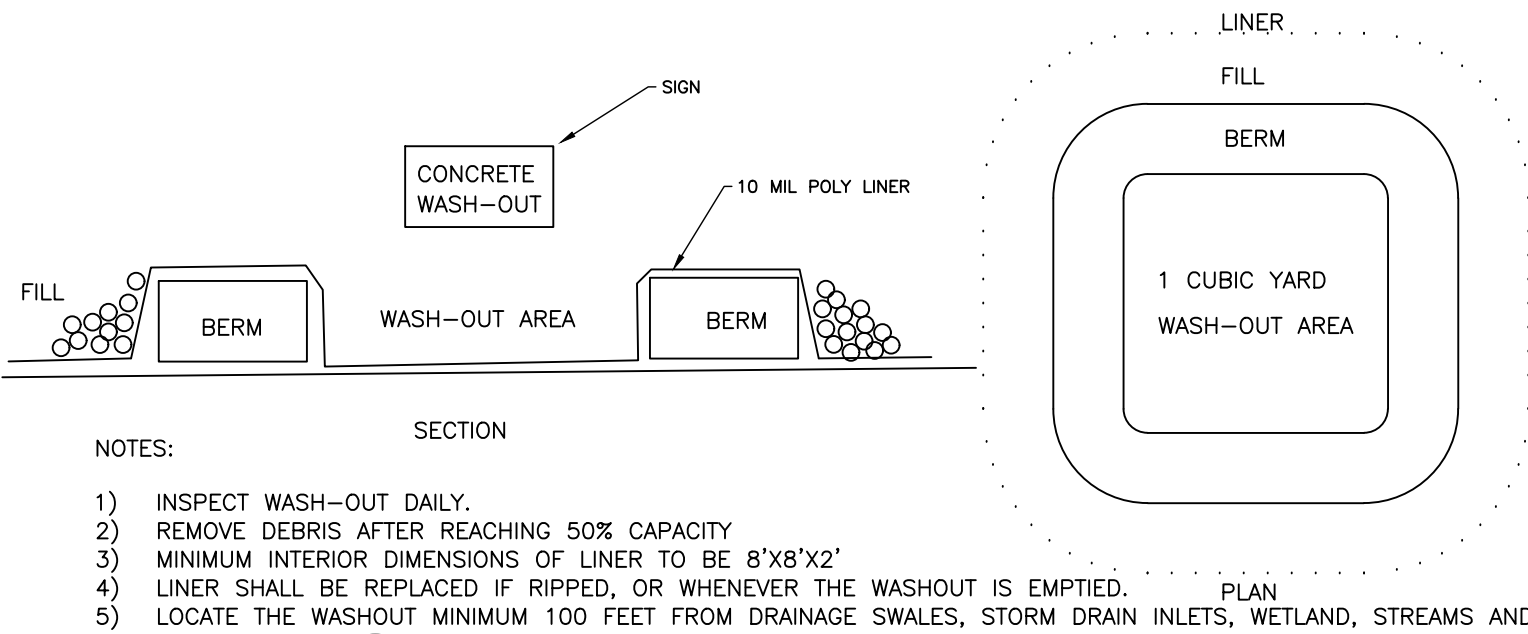 LINER
FILL
BERM
SIGN
CONCRETE
WASH-OUT
10 MIL POLY LINER
FILL
BERM
WASH-OUT AREA
BERM
1 CUBIC YARD
WASH-OUT AREA
SECTION
NOTES:
1) INSPECT WASH-OUT DAILY.
2) REMOVE DEBRIS AFTER REACHING 50% CAPACITY
3) MINIMUM INTERIOR DIMENSIONS OF LINER TO BE 8'X8'X2'
4) LINER SHALL BE REPLACED IF RIPPED, OR WHENEVER THE WASHOUT IS EMPTIED.
PLAN
5) LOCATE THE WASHOUT MINIMUM 100 FEET FROM DRAINAGE SWALES, STORM DRAIN INLETS, WETLAND, STREAMS AND